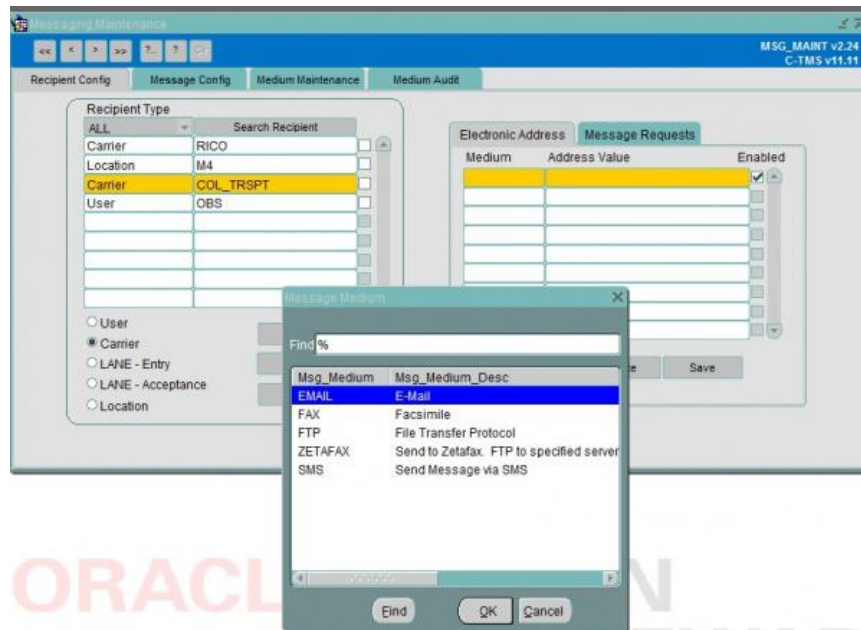 Messaging Maintenance
<< < > >> ?.. ?
MSG_MAINT v2.24
C-TMS v11.11
Recipient Config Message Config Medium Maintenance Medium Audit
Recipient Type
ALL Search Recipient
Carrier RICO
Location M4
Carrier COL_TRSPT
User OBS
User
Carrier
LANE - Entry
LANE - Acceptance
Location
Electronic Address Message Requests
Medium Address Value Enabled
Save
Message Medium
Find %
Msg_Medium Msg_Medium_Desc
EMAIL E-Mail
FAX Facsimile
FTP File Transfer Protocol
ZETAFAX Send to Zetafax. FTP to specified server
SMS Send Message via SMS
Find OK Cancel
ORACL
N